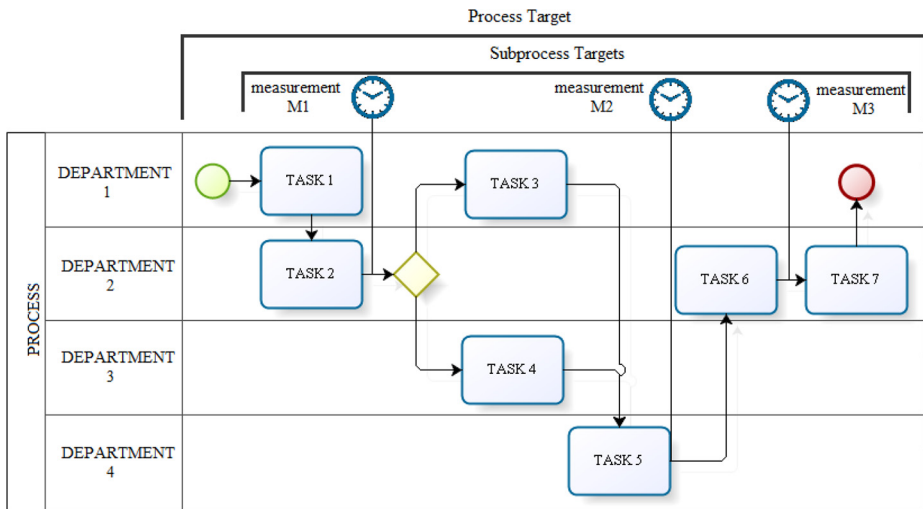 Process Target
Subprocess Targets
measurement
M1
measurement
M2
measurement
M3
PROCESS
DEPARTMENT
1
TASK 1
TASK 3
DEPARTMENT
2
TASK 2
TASK 6
TASK 7
DEPARTMENT
3
TASK 4
DEPARTMENT
4
TASK 5